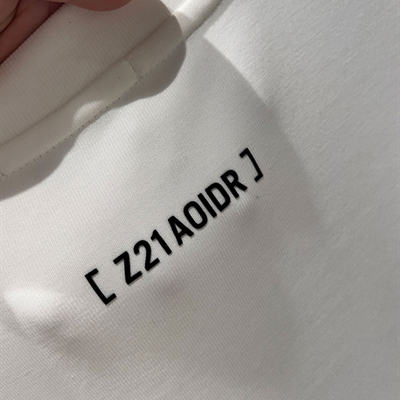 [ Z21AOIDR ]